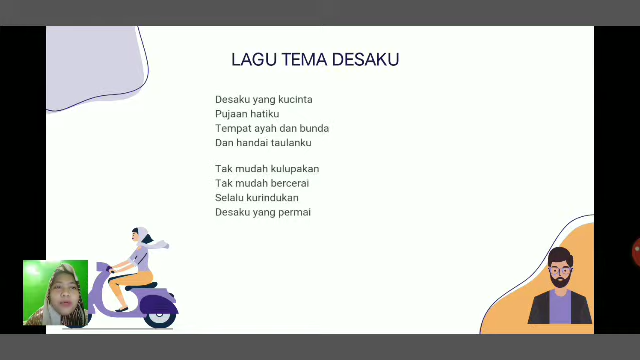 LAGU TEMA DESAKU
Desaku yang kucinta
Pujaan hatiku
Tempat ayah dan bunda
Dan handai taulanku
Tak mudah kulupakan
Tak mudah bercerai
Selalu kurindukan
Desaku yang permai